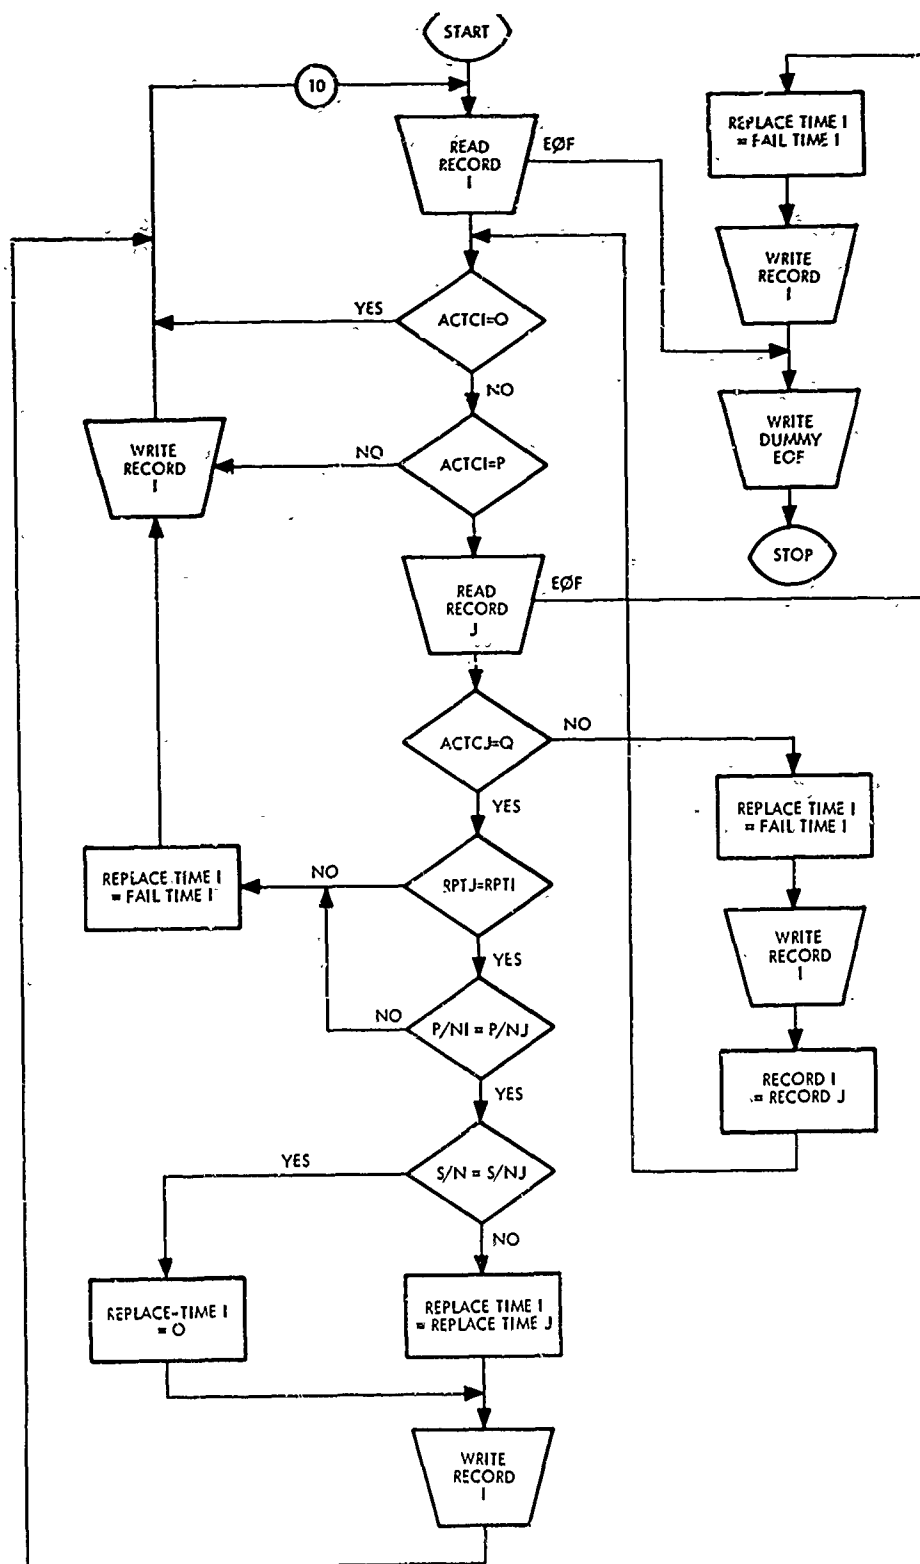 START
10
READ
RECORD
I
EØF
REPLACE TIME I
= FAIL TIME I
WRITE
RECORD
I
YES
ACTCI=Q
NO
WRITE
RECORD
I
NO
ACTCI=P
WRITE
DUMMY
EOF
STOP
READ
RECORD
J
EØF
ACTCJ=Q
NO
YES
REPLACE TIME I
= FAIL TIME I
REPLACE TIME I
= FAIL TIME I
NO
RPTJ=RPTI
YES
WRITE
RECORD
I
NO
P/NI = P/NJ
YES
RECORD I
= RECORD J
YES
S/N = S/NJ
NO
REPLACE-TIME I
= O
REPLACE TIME I
= REPLACE TIME J
WRITE
RECORD
I